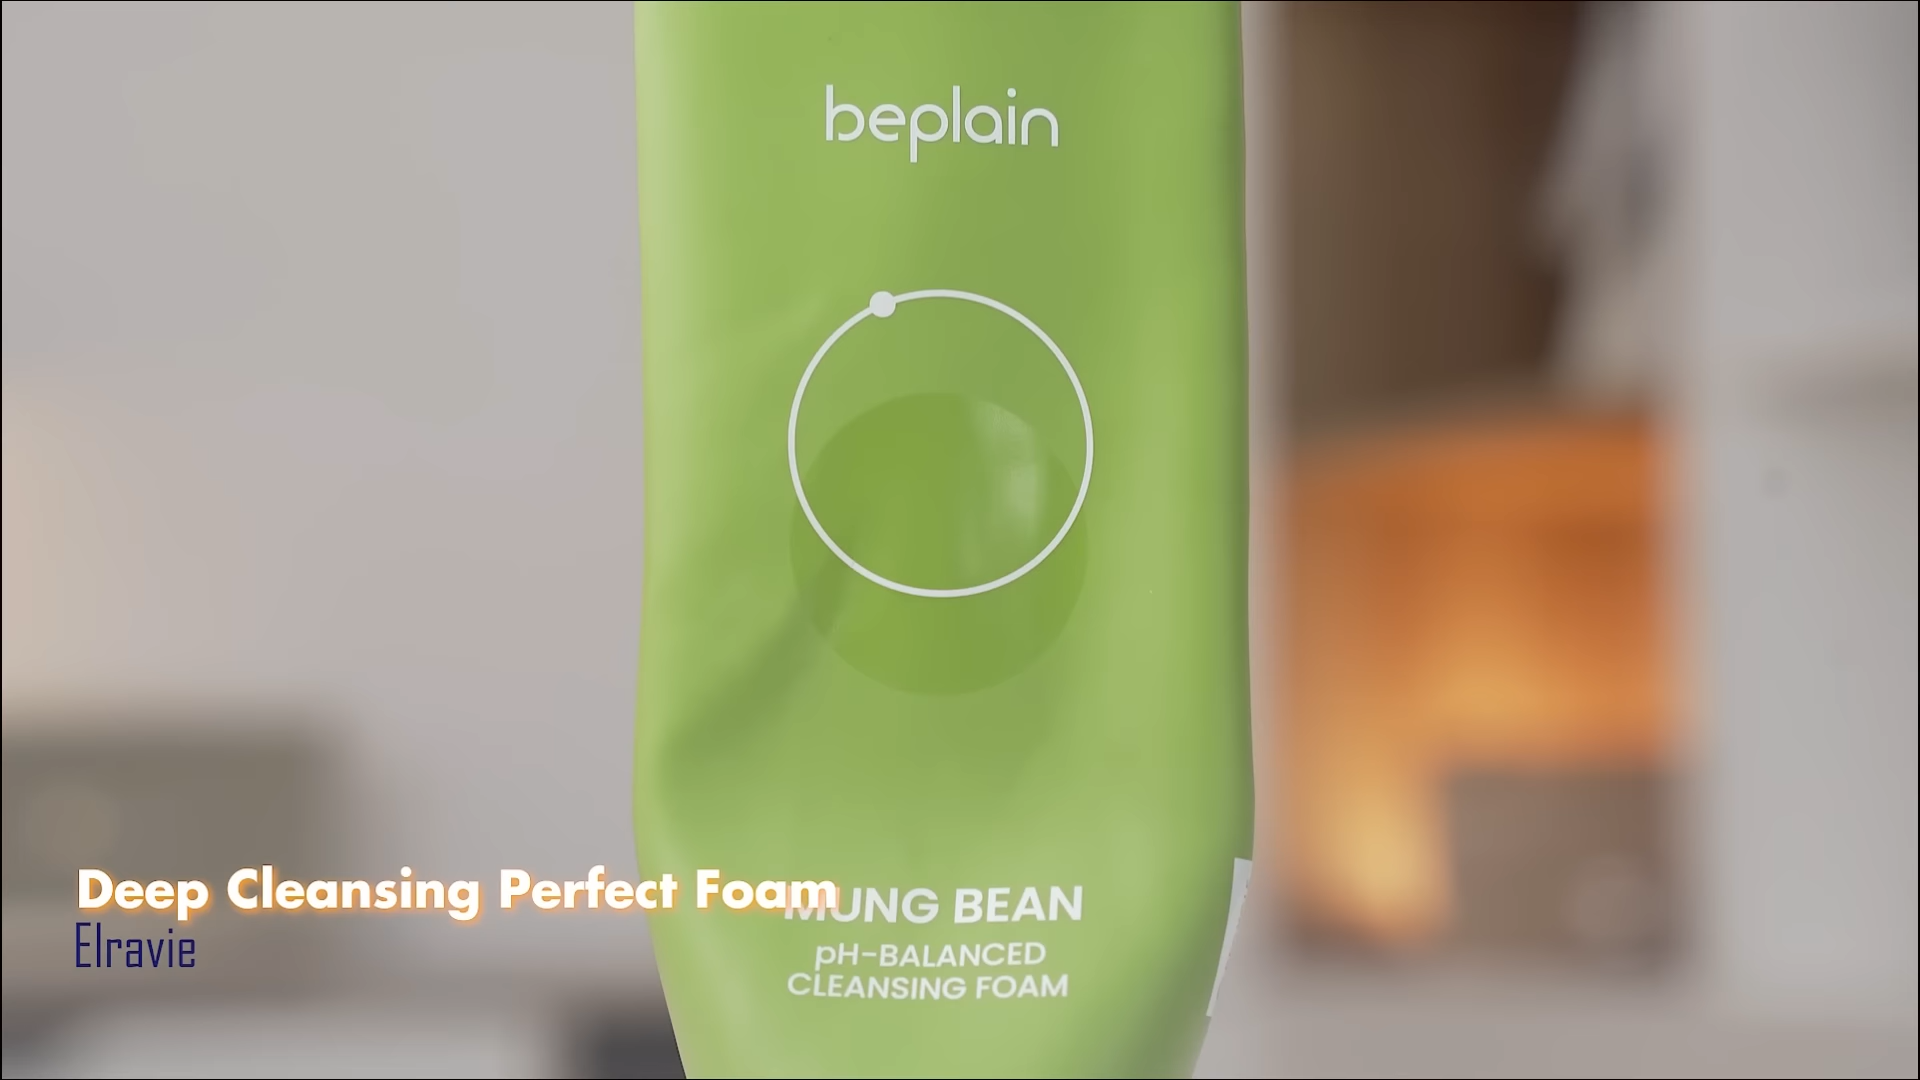 beplain
Deep Cleansing Perfect Foam
Elravie
MUNG BEAN
pH-BALANCED
CLEANSING FOAM